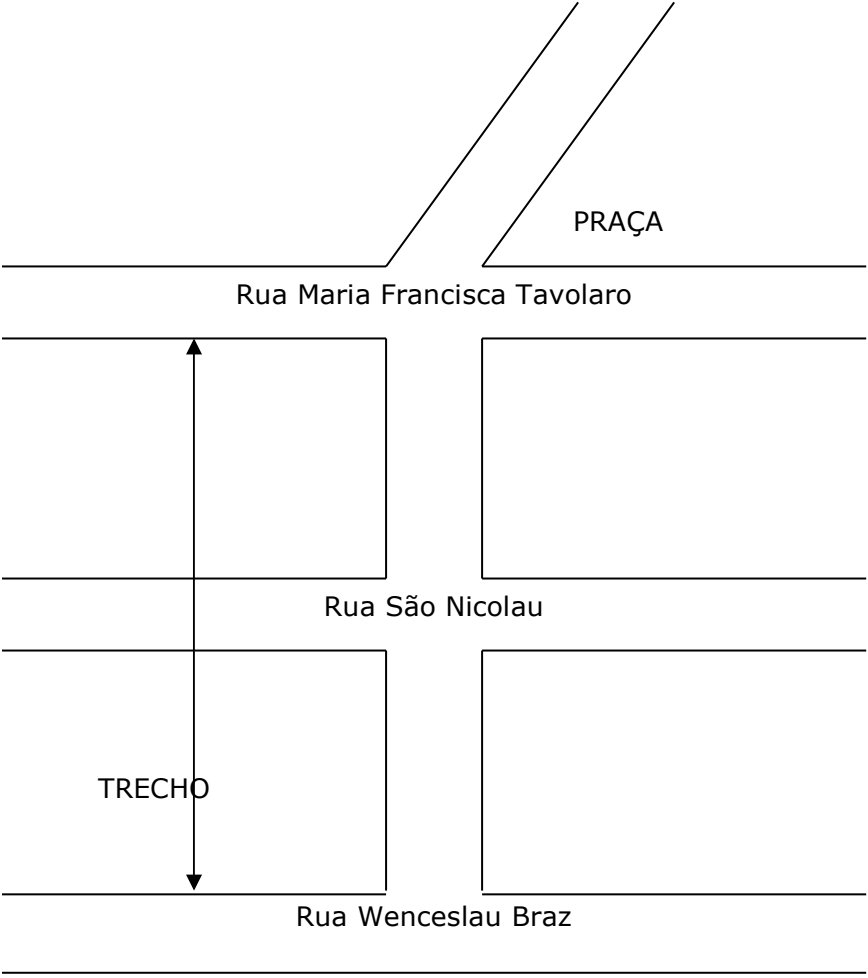 PRAÇA
Rua Maria Francisca Tavolaro
Rua São Nicolau
TRECHO
Rua Wenceslau Braz